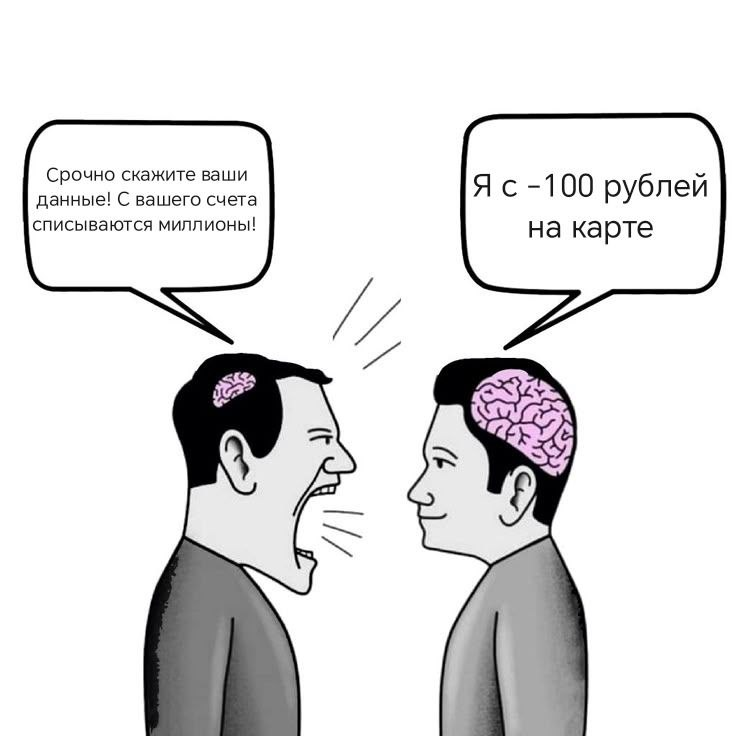 Срочно скажите ваши
данные! С вашего счета
списываются миллионы!
Я с -100 рублей
на карте